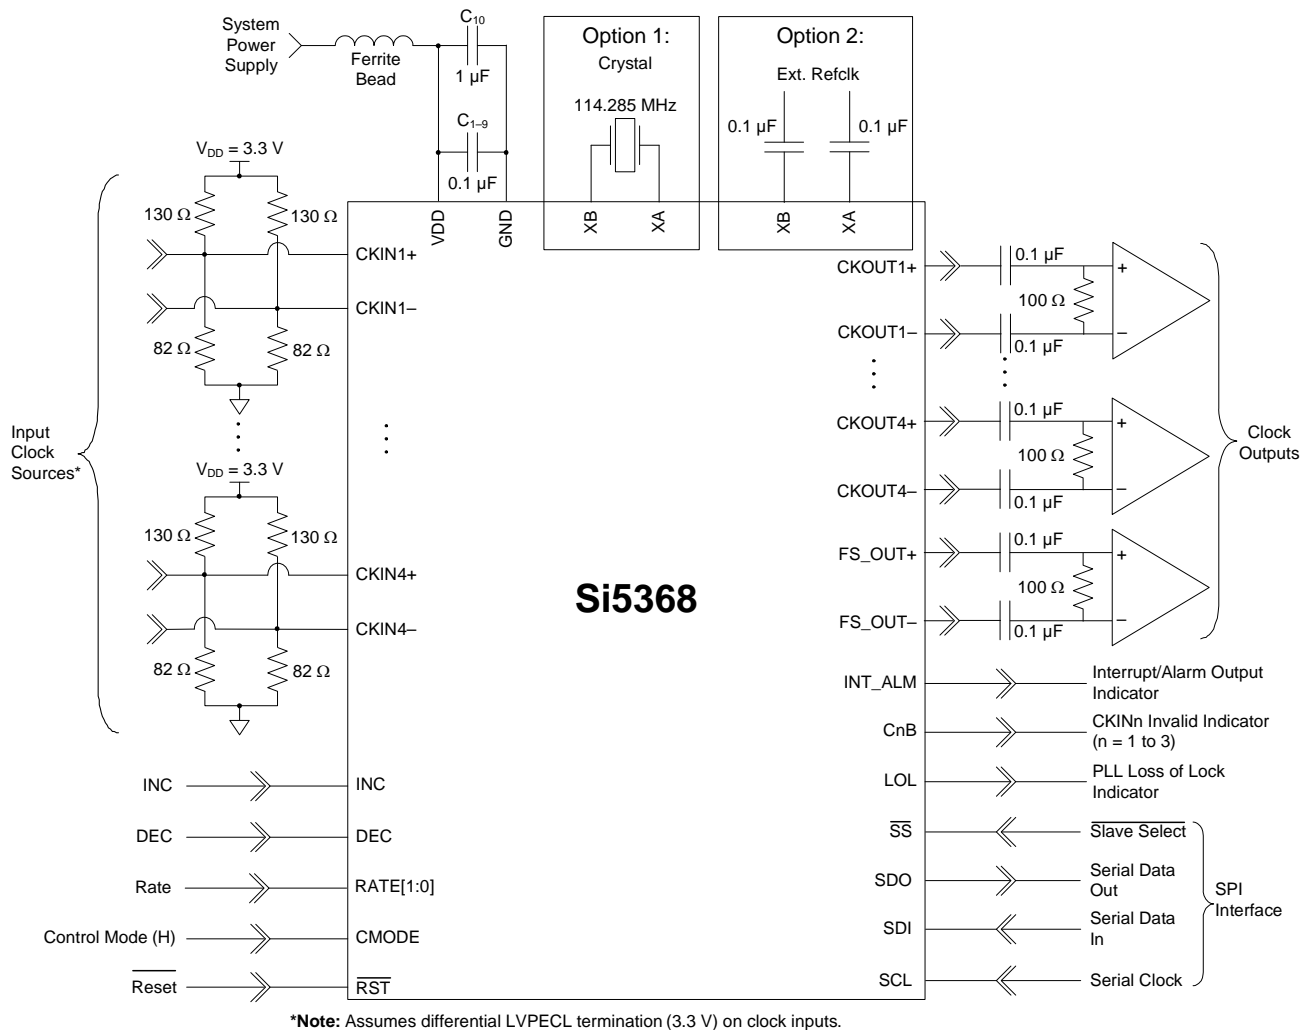 System
Power
Supply
Ferrite
Bead
C10
1 µF
C1–9
0.1 µF
Option 1:
Crystal
114.285 MHz
XB
XA
Option 2:
Ext. Refclk
0.1 µF
0.1 µF
XB
XA
VDD
GND
VDD = 3.3 V
130 Ω
130 Ω
CKIN1+
CKIN1–
82 Ω
82 Ω
Input
Clock
Sources*
VDD = 3.3 V
130 Ω
130 Ω
CKIN4+
CKIN4–
82 Ω
82 Ω
INC
INC
DEC
DEC
Rate
RATE[1:0]
Control Mode (H)
CMODE
Reset
RST
Si5368
CKOUT1+
0.1 µF
+
100 Ω
CKOUT1–
–
0.1 µF
CKOUT4+
0.1 µF
+
100 Ω
CKOUT4–
–
0.1 µF
FS_OUT+
0.1 µF
+
100 Ω
FS_OUT–
–
0.1 µF
Clock
Outputs
INT_ALM
Interrupt/Alarm Output
Indicator
CnB
CKINn Invalid Indicator
(n = 1 to 3)
LOL
PLL Loss of Lock
Indicator
SS
Slave Select
SDO
Serial Data
Out
SDI
Serial Data
In
SCL
Serial Clock
SPI
Interface
*Note: Assumes differential LVPECL termination (3.3 V) on clock inputs.